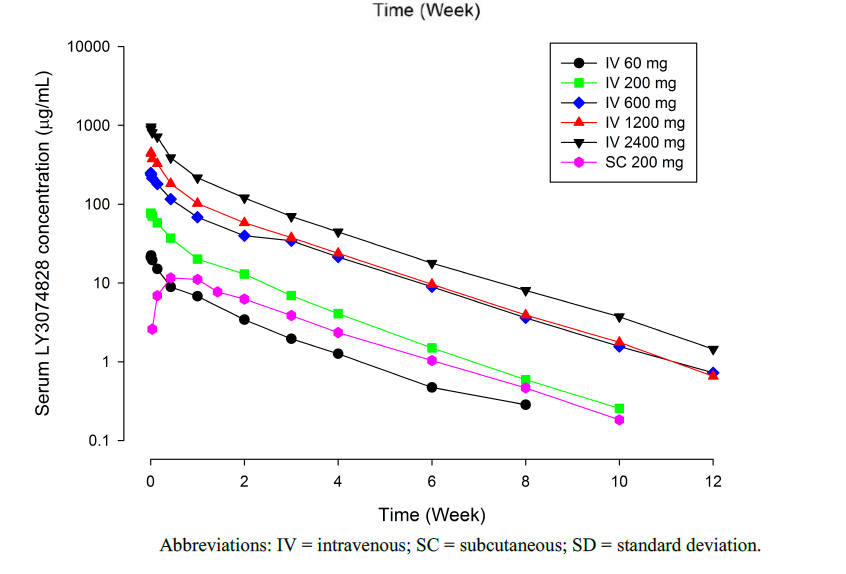 Time (Week)
10000
1000
100
10
1
0.1
Serum LY3074828 concentration (μg/mL)
IV 60 mg
IV 200 mg
IV 600 mg
IV 1200 mg
IV 2400 mg
SC 200 mg
0 2 4 6 8 10 12
Time (Week)
Abbreviations: IV = intravenous; SC = subcutaneous; SD = standard deviation.